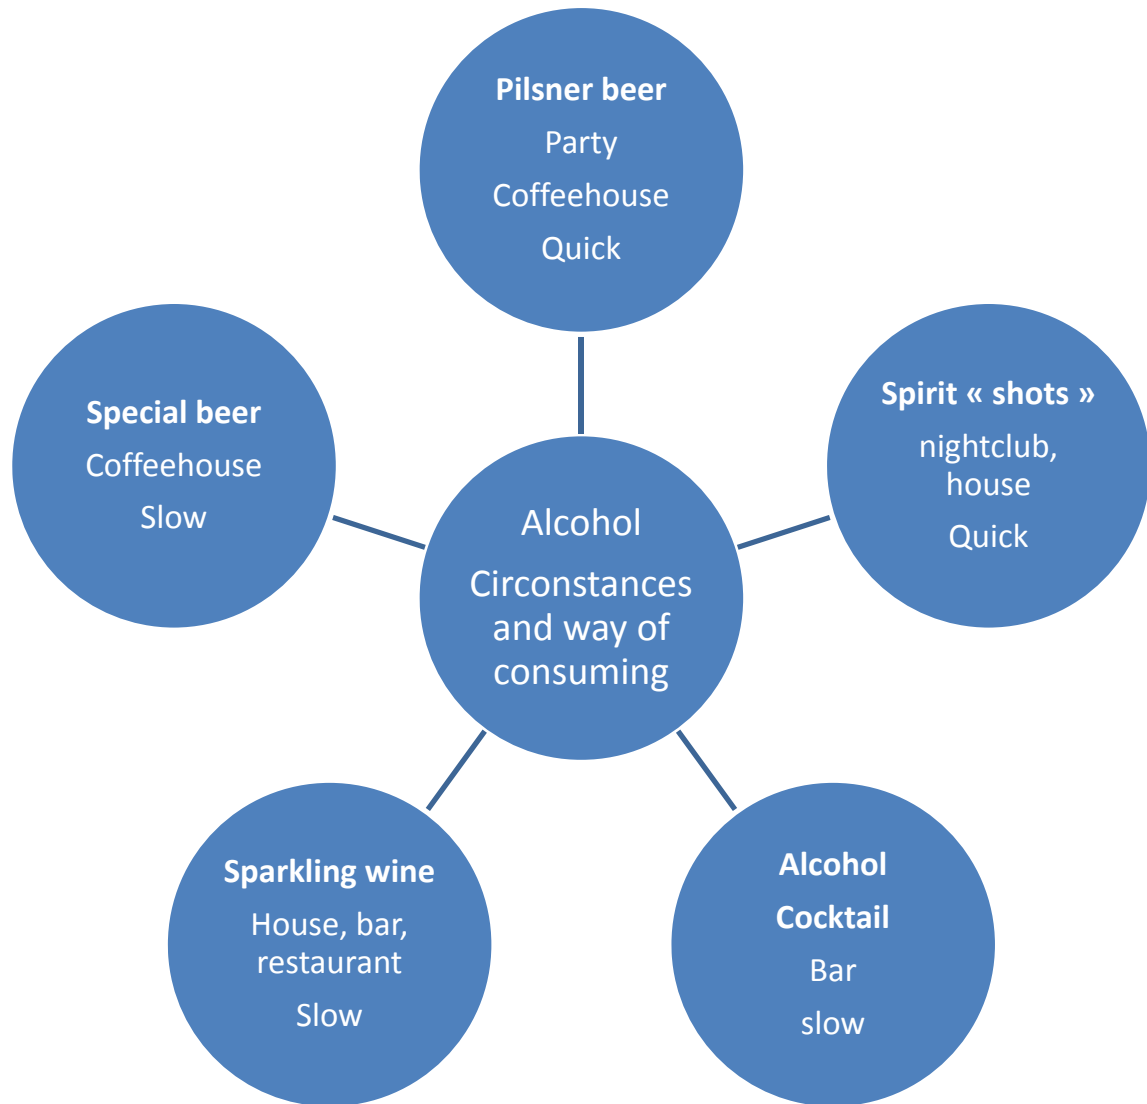 Pilsner beer
Party
Coffeehouse
Quick
Spirit « shots »
nightclub,
house
Quick
Alcohol
Cocktail
Bar
slow
Sparkling wine
House, bar,
restaurant
Slow
Special beer
Coffeehouse
Slow
Alcohol
Circonstances
and way of
consuming